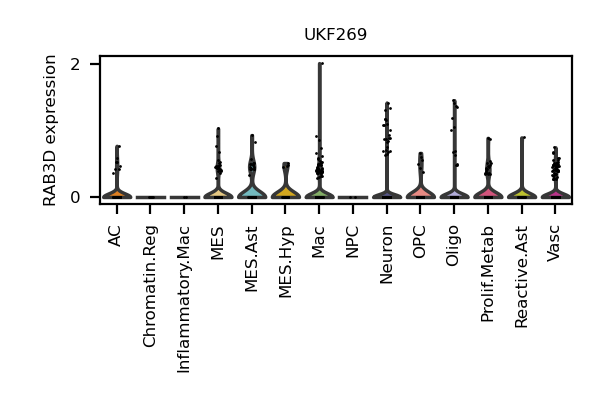 UKF269
RAB3D expression
2
0
AC
Chromatin.Reg
Inflammatory.Mac
MES
MES.Ast
MES.Hyp
Mac
NPC
Neuron
OPC
Oligo
Prolif.Metab
Reactive.Ast
Vasc